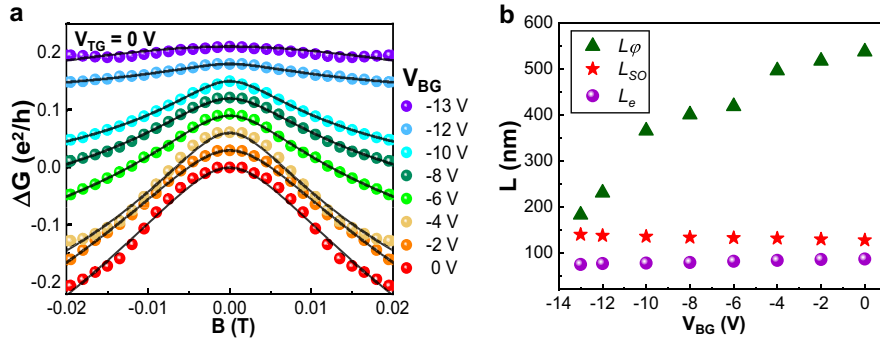 a
V_TG = 0 V
ΔG (e²/h)
0.2
0.1
0.0
-0.1
-0.2
-0.02
-0.01
0.00
0.01
0.02
B (T)
V_BG
-13 V
-12 V
-10 V
-8 V
-6 V
-4 V
-2 V
0 V
b
L (nm)
600
500
400
300
200
100
Lφ
L_SO
L_e
-14
-12
-10
-8
-6
-4
-2
0
V_BG (V)